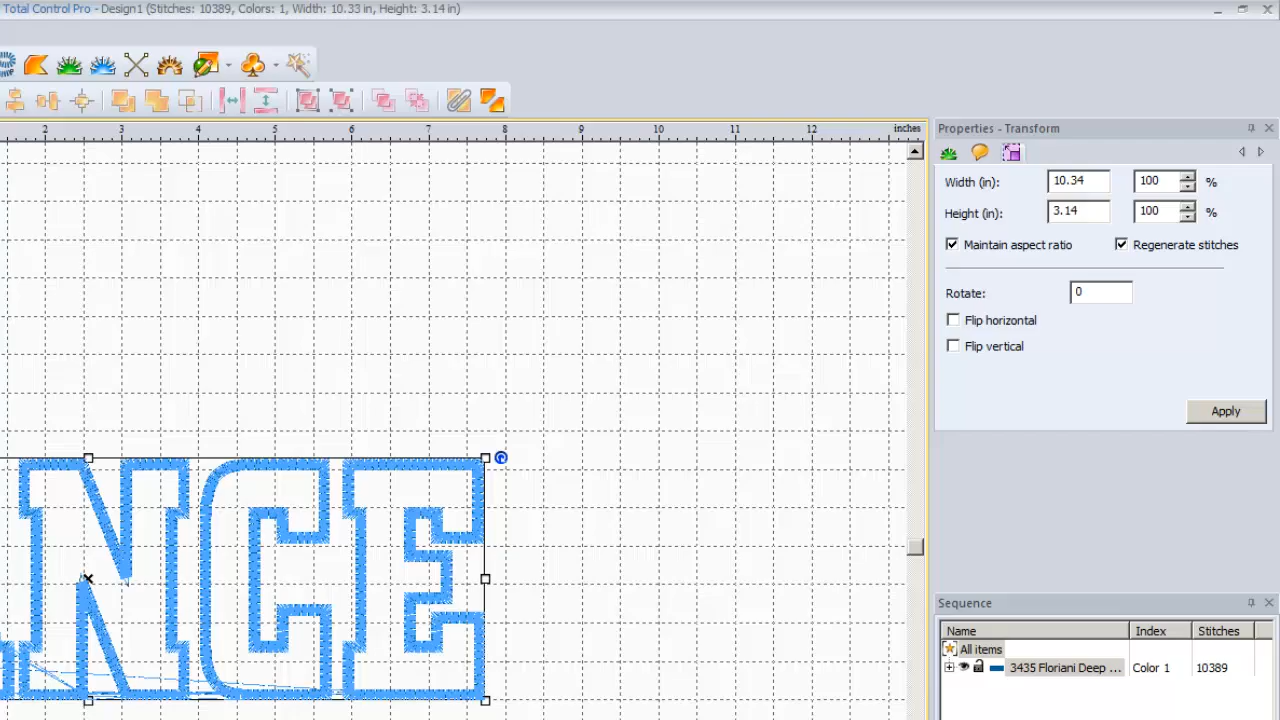 Total Control Pro - Design1 (Stitches: 10389, Colors: 1, Width: 10.33 in, Height: 3.14 in)
2 3 4 5 6 7 8 9 10 11 12 inches
Properties - Transform
Width (in): 10.34 100 %
Height (in): 3.14 100 %
Maintain aspect ratio Regenerate stitches
Rotate: 0
Flip horizontal
Flip vertical
Apply
NCE
Sequence
Name Index Stitches
All items
3435 Floriani Deep ... Color 1 10389